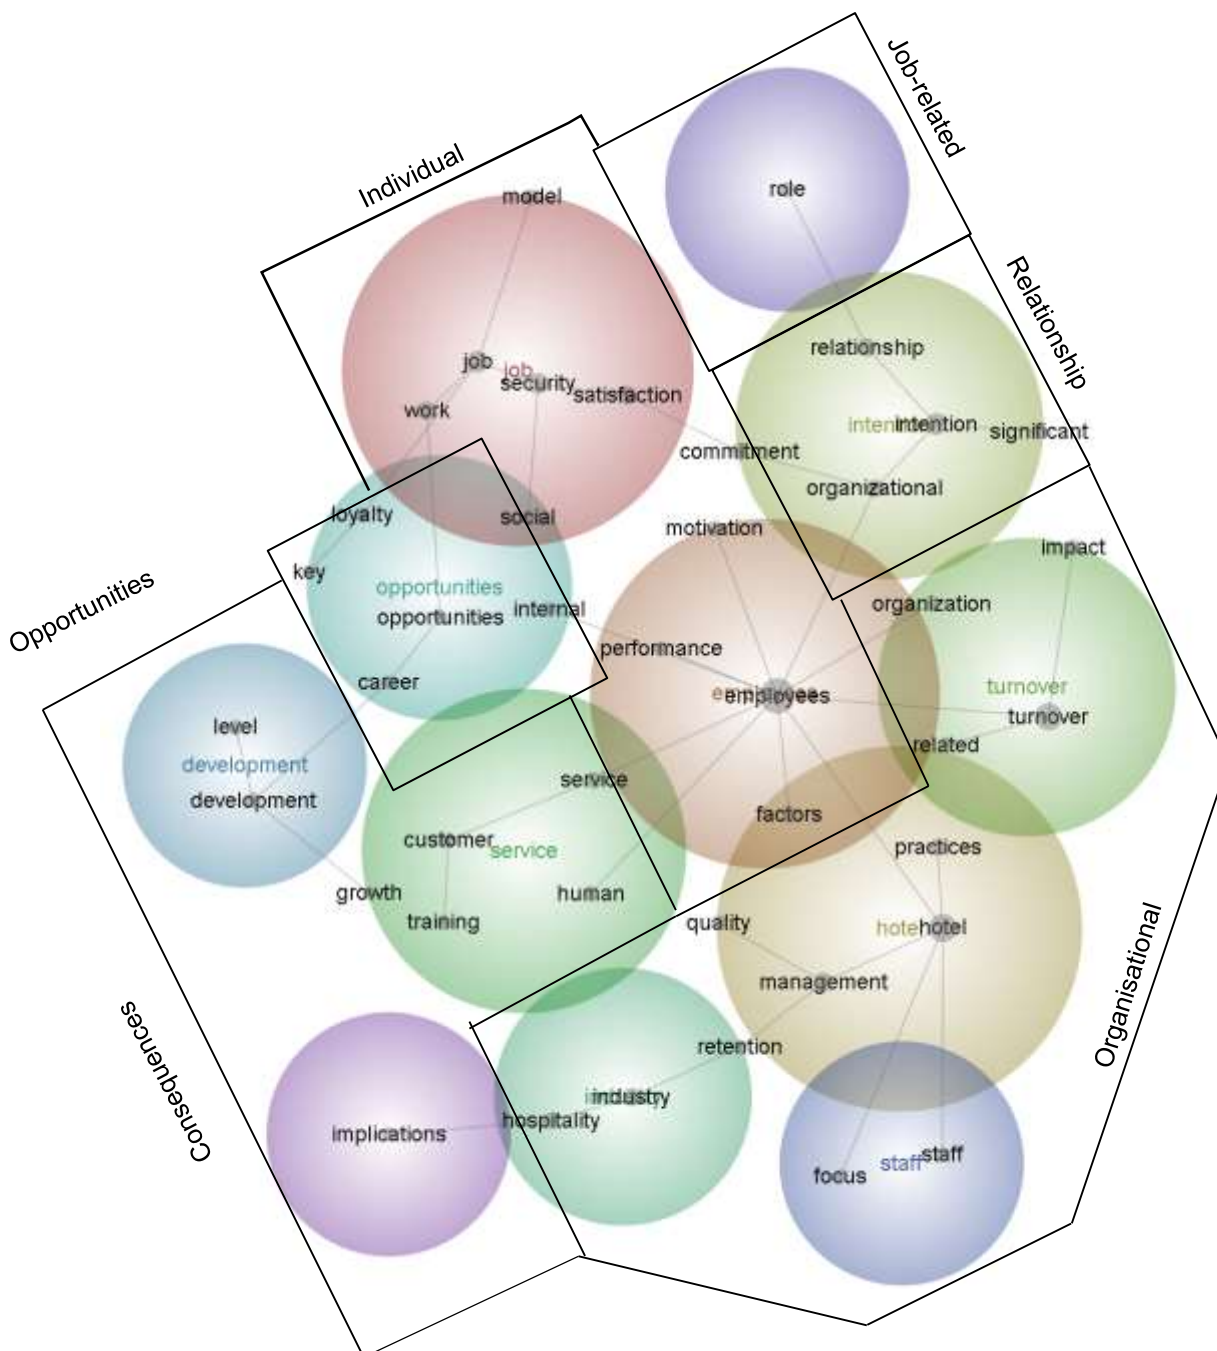 Job-related
Individual
role
model
Relationship
relationship
job
job
security
satisfaction
work
intention
significant
commitment
organizational
loyalty
social
motivation
impact
key
opportunities
opportunities
internal
organization
Opportunities
performance
career
employees
turnover
turnover
level
related
development
development
service
factors
customer
service
practices
growth
human
training
quality
hotel
management
Organisational
retention
Consequences
industry
hospitality
implications
staff
staff
focus